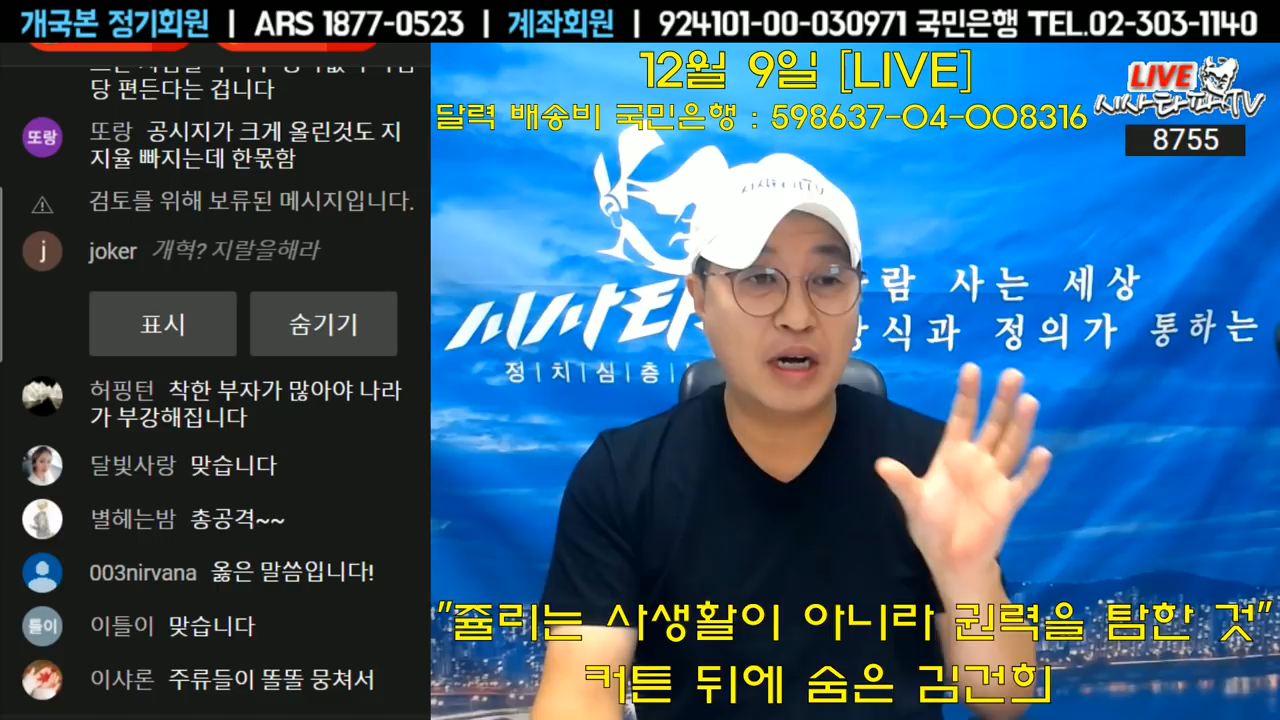 개국본 정기회원 | ARS 1877-0523 | 계좌회원 | 924101-00-030971 국민은행 TEL.02-303-1140
당 편든다는 겁니다
또랑
또랑 공시지가 크게 올린것도 지
지율 빠지는데 한몫함
검토를 위해 보류된 메시지입니다.
j
joker 개혁? 지랄을해라
표시
숨기기
허핑턴 착한 부자가 많아야 나라
가 부강해집니다
달빛사랑 맞습니다
별헤는밤 총공격~~
003nirvana 옳은 말씀입니다!
틀이
이틀이 맞습니다
이샤론 주류들이 똘똘 뭉쳐서
12월 9일 [LIVE]
달력 배송비 국민은행 : 598637-04-008316
LIVE
시사타파TV
8755
시사타
정|치|심|층|
람 사는 세상
식과 정의가 통하는
"쥴리는 사생활이 아니라 권력을 탐한 것"
커튼 뒤에 숨은 김건희